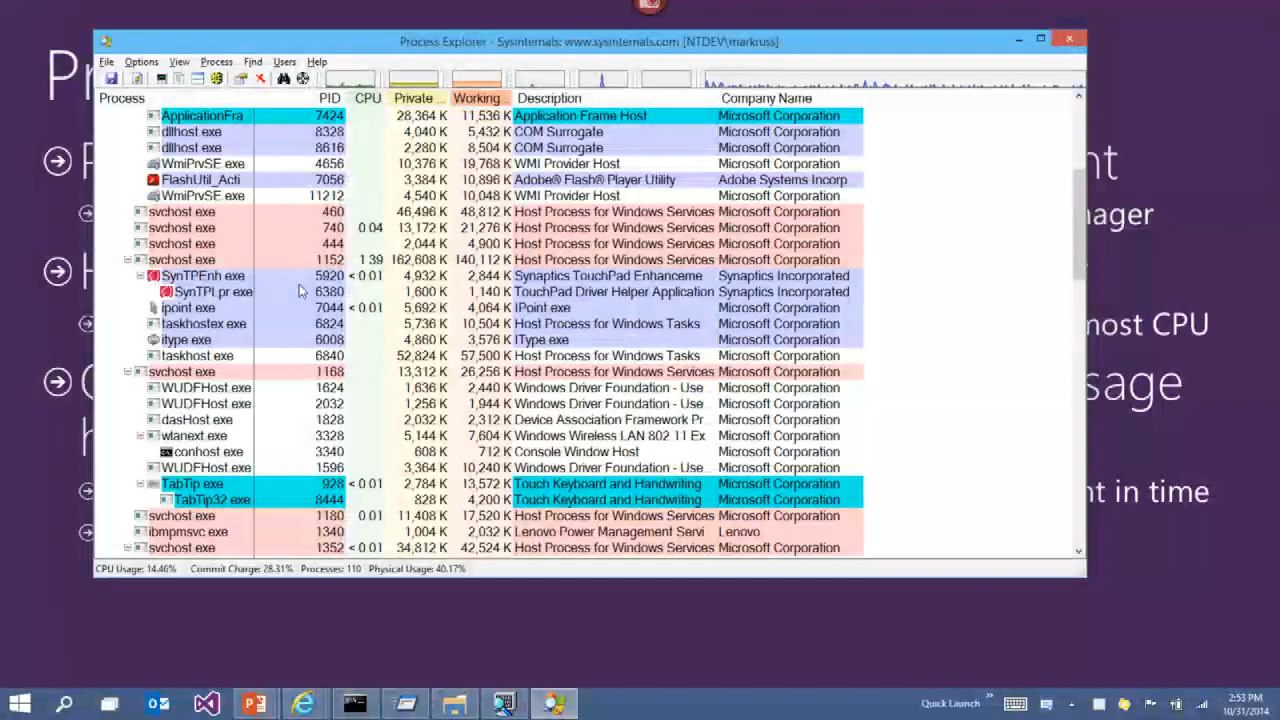 Process Explorer - Sysinternals: www.sysinternals.com [NTDEV\markruss]
File Options View Process Find Users Help
Process PID CPU Private ... Working... Description Company Name
ApplicationFra 7424 28,364 K 11,536 K Application Frame Host Microsoft Corporation
dllhost exe 8328 4,040 K 5,432 K COM Surrogate Microsoft Corporation
dllhost exe 8616 2,280 K 8,504 K COM Surrogate Microsoft Corporation
WmiPrvSE exe 4656 10,376 K 19,768 K WMI Provider Host Microsoft Corporation
FlashUtil_Acti 7056 3,384 K 10,896 K Adobe® Flash® Player Utility Adobe Systems Incorp
WmiPrvSE exe 11212 4,540 K 10,048 K WMI Provider Host Microsoft Corporation
svchost exe 460 46,496 K 48,812 K Host Process for Windows Services Microsoft Corporation
svchost exe 740 0 04 13,172 K 21,276 K Host Process for Windows Services Microsoft Corporation
svchost exe 444 2,044 K 4,900 K Host Process for Windows Services Microsoft Corporation
svchost exe 1152 1 39 162,608 K 140,112 K Host Process for Windows Services Microsoft Corporation
SynTPEnh exe 5920 < 0 01 4,932 K 2,844 K Synaptics TouchPad Enhanceme Synaptics Incorporated
SynTPLpr exe 6380 1,600 K 1,140 K TouchPad Driver Helper Application Synaptics Incorporated
ipoint exe 7044 < 0 01 5,692 K 4,064 K IPoint exe Microsoft Corporation
taskhostex exe 6824 5,736 K 10,504 K Host Process for Windows Tasks Microsoft Corporation
itype exe 6008 4,860 K 3,576 K IType exe Microsoft Corporation
taskhost exe 6840 52,824 K 57,500 K Host Process for Windows Tasks Microsoft Corporation
svchost exe 1168 13,312 K 26,256 K Host Process for Windows Services Microsoft Corporation
WUDFHost exe 1624 1,636 K 2,440 K Windows Driver Foundation - Use... Microsoft Corporation
WUDFHost exe 2032 1,256 K 1,944 K Windows Driver Foundation - Use... Microsoft Corporation
dasHost exe 1828 2,032 K 2,312 K Device Association Framework Pr... Microsoft Corporation
wlanext exe 3328 5,144 K 7,604 K Windows Wireless LAN 802 11 Ex... Microsoft Corporation
conhost exe 3340 608 K 712 K Console Window Host Microsoft Corporation
WUDFHost exe 1596 3,364 K 10,240 K Windows Driver Foundation - Use... Microsoft Corporation
TabTip exe 928 < 0 01 2,784 K 13,572 K Touch Keyboard and Handwriting Microsoft Corporation
TabTip32 exe 8444 828 K 4,200 K Touch Keyboard and Handwriting Microsoft Corporation
svchost exe 1180 0 01 11,408 K 17,520 K Host Process for Windows Services Microsoft Corporation
ibmpmsvc exe 1340 1,004 K 2,032 K Lenovo Power Management Servi Lenovo
svchost exe 1352 < 0 01 34,812 K 42,524 K Host Process for Windows Services Microsoft Corporation
CPU Usage: 14.46% Commit Charge: 28.31% Processes: 110 Physical Usage: 40.17%
most CPU
in time
Quick Launch
2:53 PM
10/31/2014